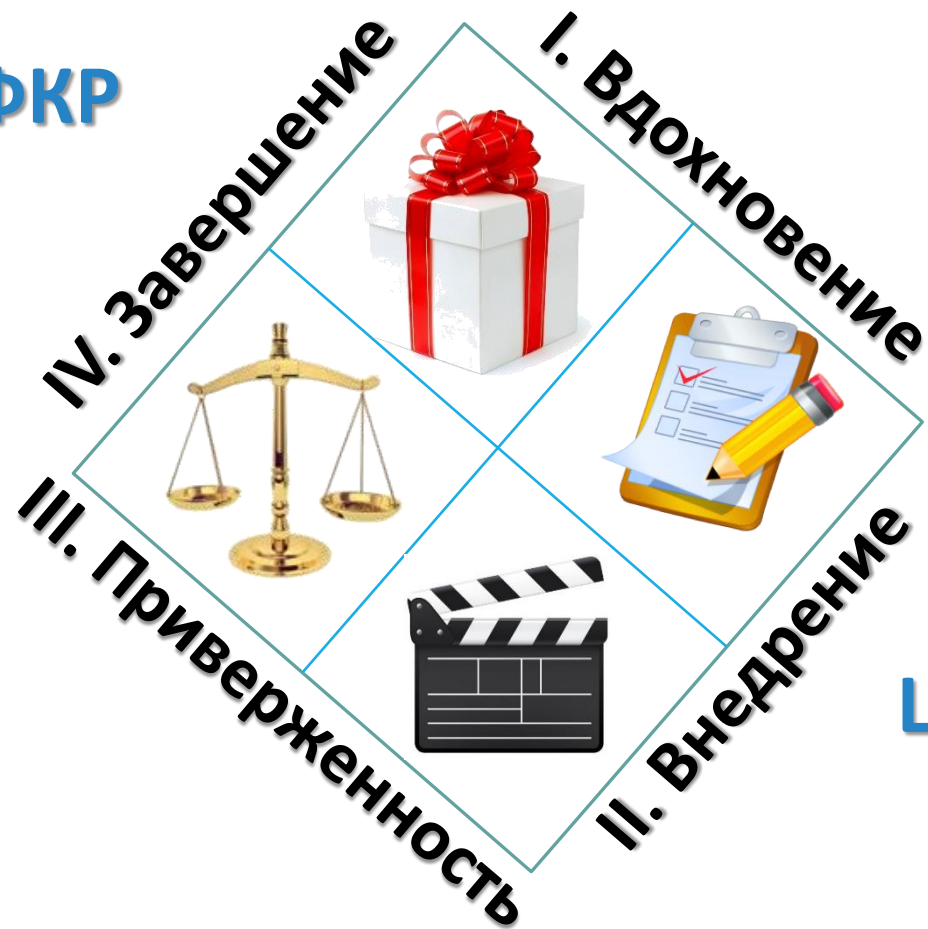 ФКР
I. Вдохновение
II. Внедрение
III. Приверженность
IV. Завершение